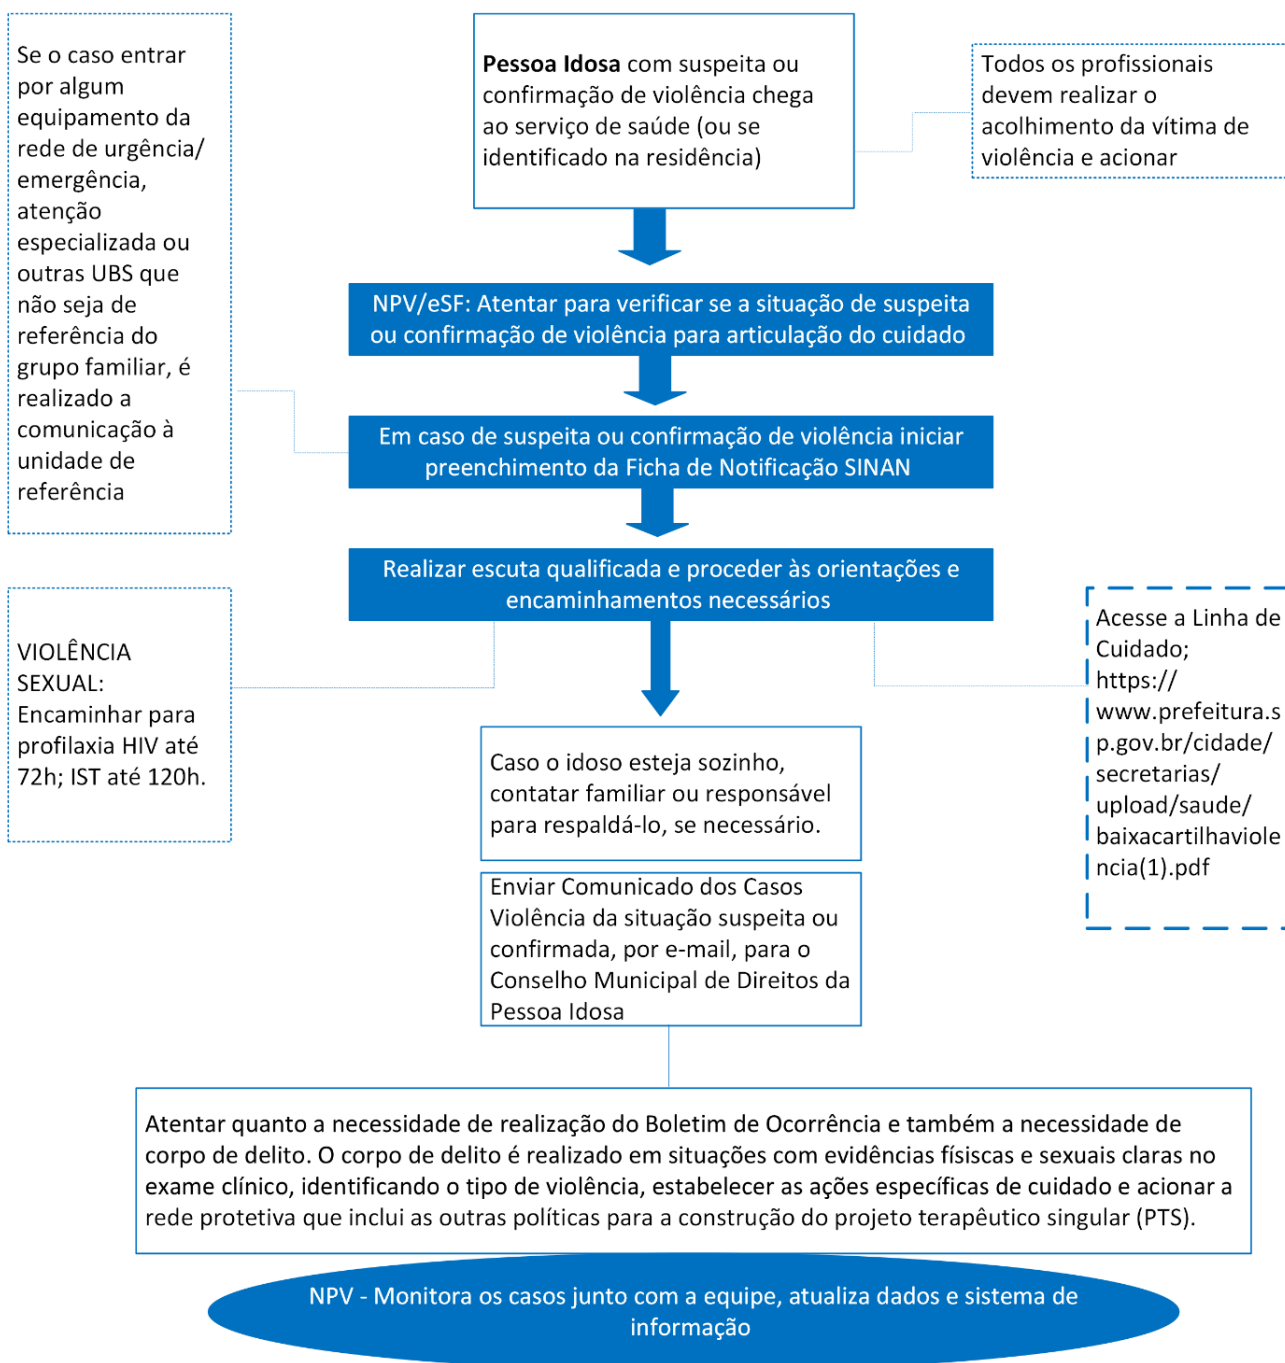 Se o caso entrar
por algum
equipamento da
rede de urgência/
emergência,
atenção
especializada ou
outras UBS que
não seja de
referência do
grupo familiar, é
realizado a
comunicação à
unidade de
referência
Pessoa Idosa com suspeita ou
confirmação de violência chega
ao serviço de saúde (ou se
identificado na residência)
Todos os profissionais
devem realizar o
acolhimento da vítima de
violência e acionar
NPV/eSF: Atentar para verificar se a situação de suspeita
ou confirmação de violência para articulação do cuidado
Em caso de suspeita ou confirmação de violência iniciar
preenchimento da Ficha de Notificação SINAN
Realizar escuta qualificada e proceder às orientações e
encaminhamentos necessários
VIOLÊNCIA
SEXUAL:
Encaminhar para
profilaxia HIV até
72h; IST até 120h.
Acesse a Linha de
Cuidado;
https://
www.prefeitura.s
p.gov.br/cidade/
secretarias/
upload/saude/
baixacartilhaviole
ncia(1).pdf
Caso o idoso esteja sozinho,
contatar familiar ou responsável
para respaldá-lo, se necessário.
Enviar Comunicado dos Casos
Violência da situação suspeita ou
confirmada, por e-mail, para o
Conselho Municipal de Direitos da
Pessoa Idosa
Atentar quanto a necessidade de realização do Boletim de Ocorrência e também a necessidade de
corpo de delito. O corpo de delito é realizado em situações com evidências físiscas e sexuais claras no
exame clínico, identificando o tipo de violência, estabelecer as ações específicas de cuidado e acionar a
rede protetiva que inclui as outras políticas para a construção do projeto terapêutico singular (PTS).
NPV - Monitora os casos junto com a equipe, atualiza dados e sistema de
informação